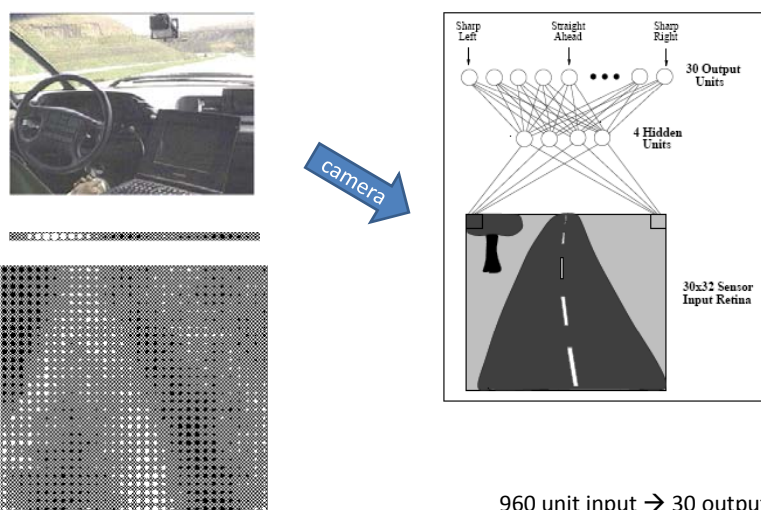 camera
Sharp
Left
Straight
Ahead
Sharp
Right
30 Output
Units
4 Hidden
Units
30x32 Sensor
Input Retina
960 unit input → 30 output